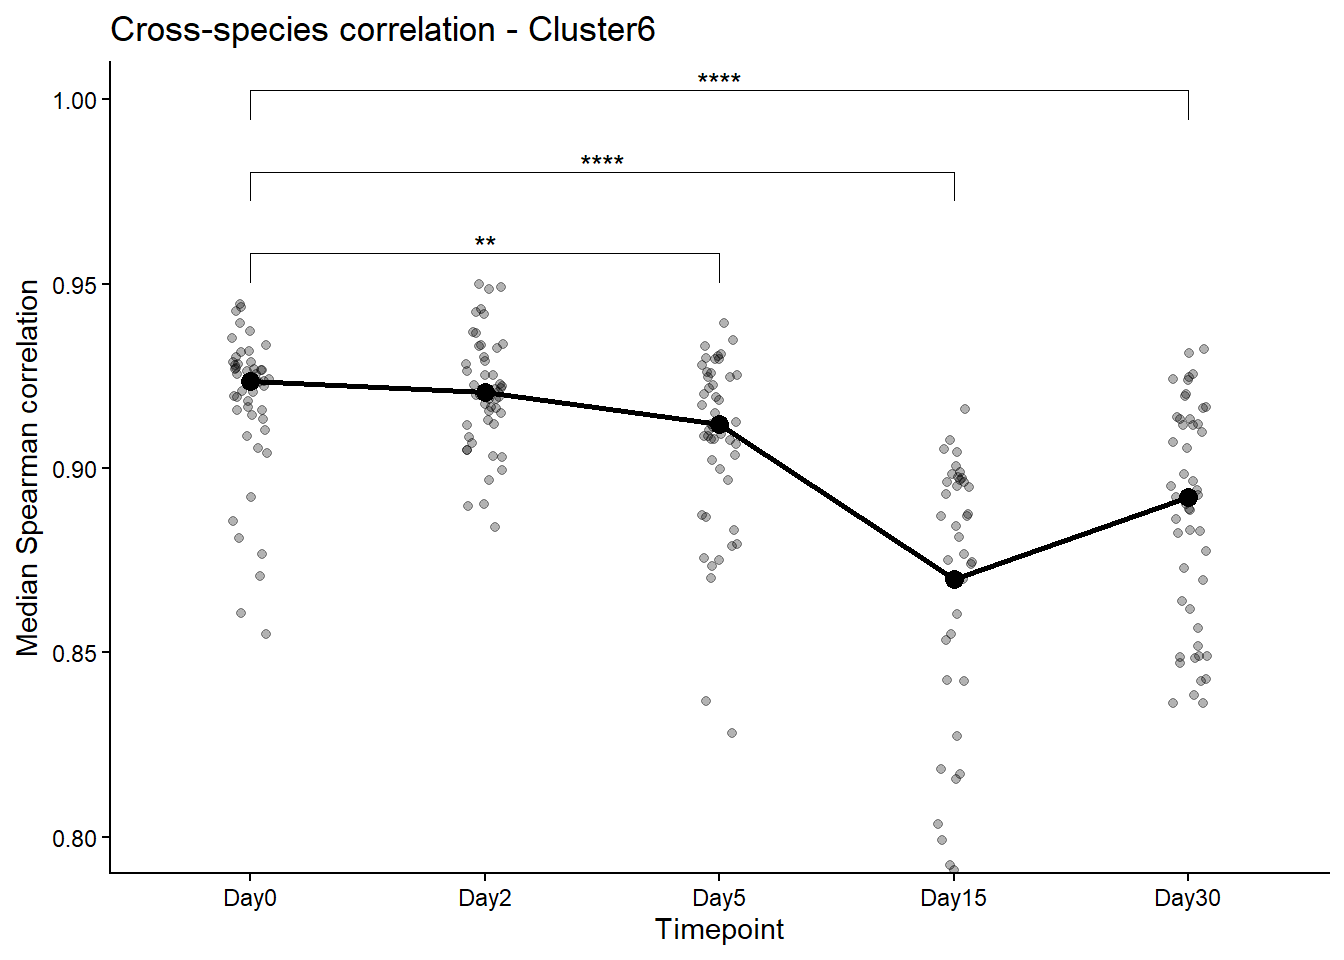 Cross-species correlation - Cluster6
****
1.00
****
**
0.95
0.90
0.85
0.80
Median Spearman correlation
Day0 Day2 Day5 Day15 Day30
Timepoint